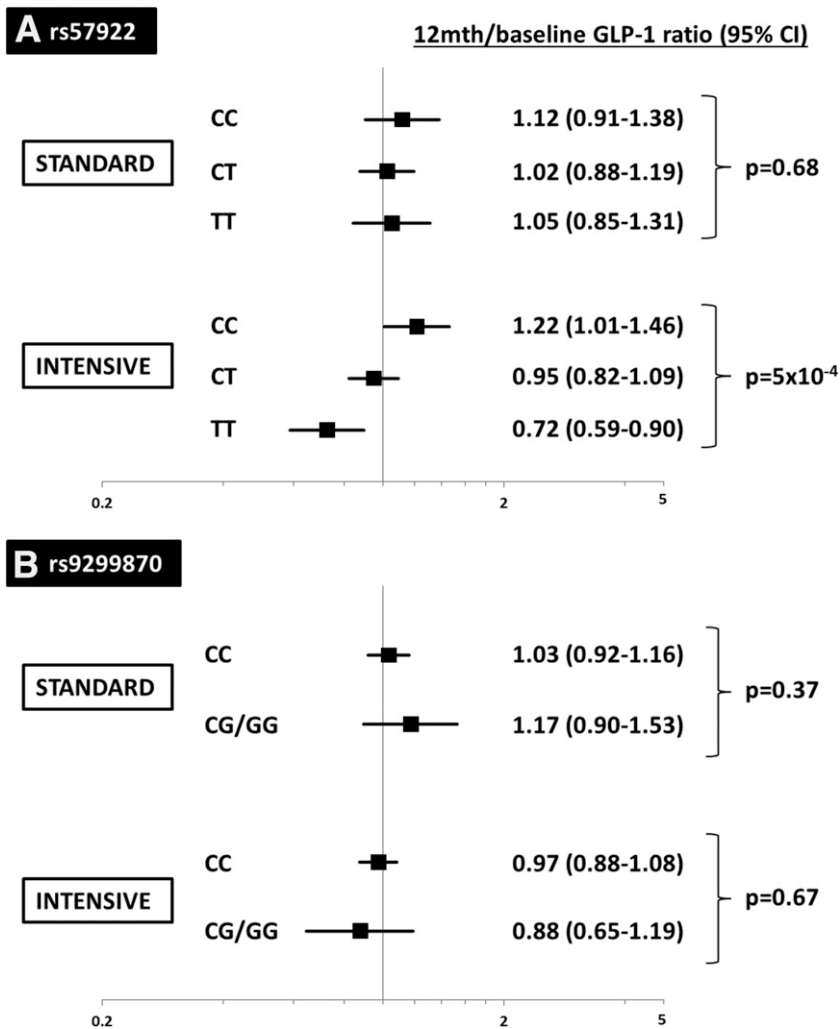 A rs57922
12mth/baseline GLP-1 ratio (95% CI)
CC 1.12 (0.91-1.38)
STANDARD CT 1.02 (0.88-1.19) p=0.68
TT 1.05 (0.85-1.31)
CC 1.22 (1.01-1.46)
INTENSIVE CT 0.95 (0.82-1.09) p=5x10⁻⁴
TT 0.72 (0.59-0.90)
0.2 2 5
B rs9299870
CC 1.03 (0.92-1.16)
STANDARD p=0.37
CG/GG 1.17 (0.90-1.53)
CC 0.97 (0.88-1.08)
INTENSIVE p=0.67
CG/GG 0.88 (0.65-1.19)
0.2 2 5